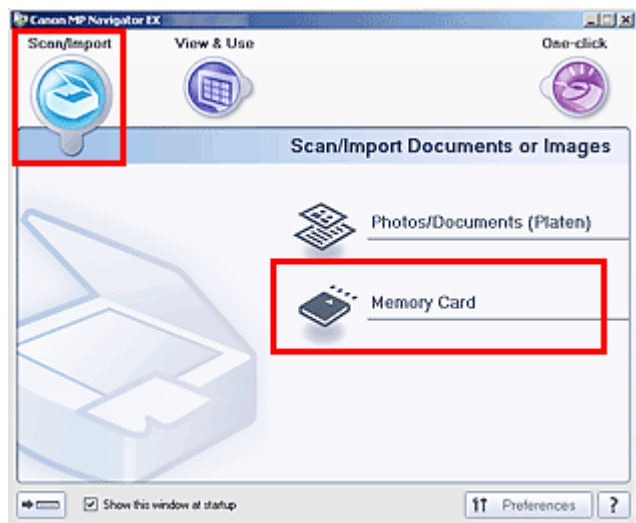 Canon MP Navigator EX
Scan/Import View & Use One-click
Scan/Import Documents or Images
Photos/Documents (Platen)
Memory Card
Show this window at startup Preferences ?